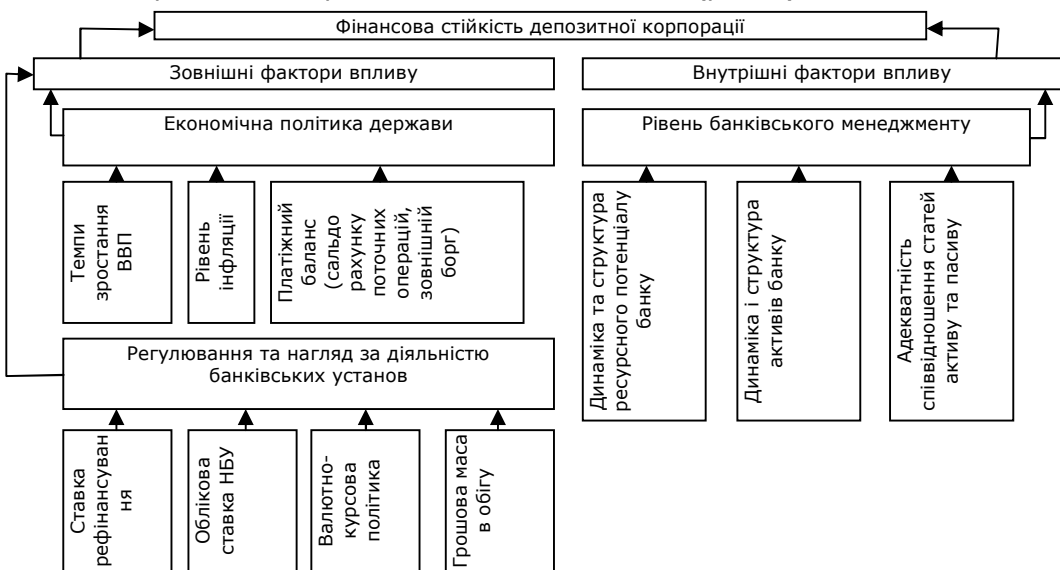 Фінансова стійкість депозитної корпорації
Зовнішні фактори впливу
Внутрішні фактори впливу
Економічна політика держави
Рівень банківського менеджменту
Темпи
зростання
ВВП
Рівень
інфляції
Платіжний
баланс
(сальдо
рахунку
поточних
операцій,
зовнішній
борг)
Динаміка та структура
ресурсного потенціалу
банку
Динаміка і структура
активів банку
Адекватність
співвідношення статей
активу та пасиву
Регулювання та нагляд за діяльністю
банківських установ
Ставка
рефінансуван
ня
Облікова
ставка НБУ
Валютно-
курсова
політика
Грошова маса
в обігу